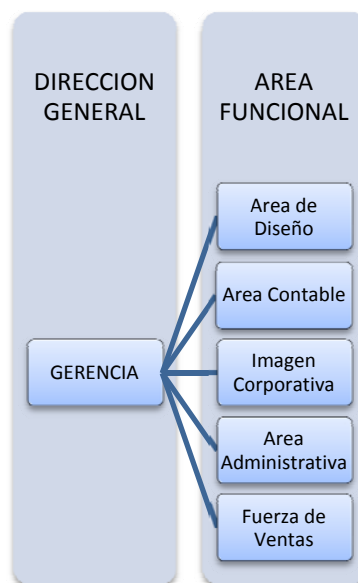 DIRECCION
GENERAL
GERENCIA
AREA
FUNCIONAL
Area de
Diseño
Area Contable
Imagen
Corporativa
Area
Administrativa
Fuerza de
Ventas